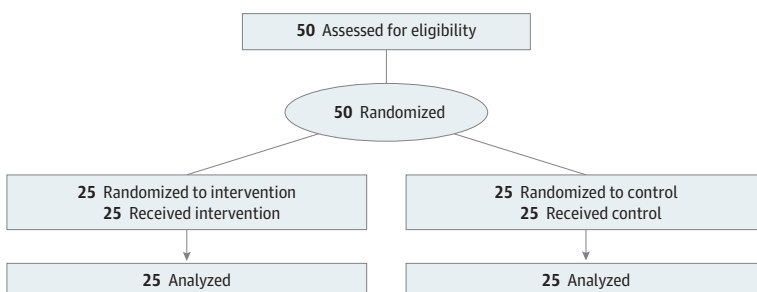 50 Assessed for eligibility
50 Randomized
25 Randomized to intervention
25 Received intervention
25 Randomized to control
25 Received control
25 Analyzed
25 Analyzed